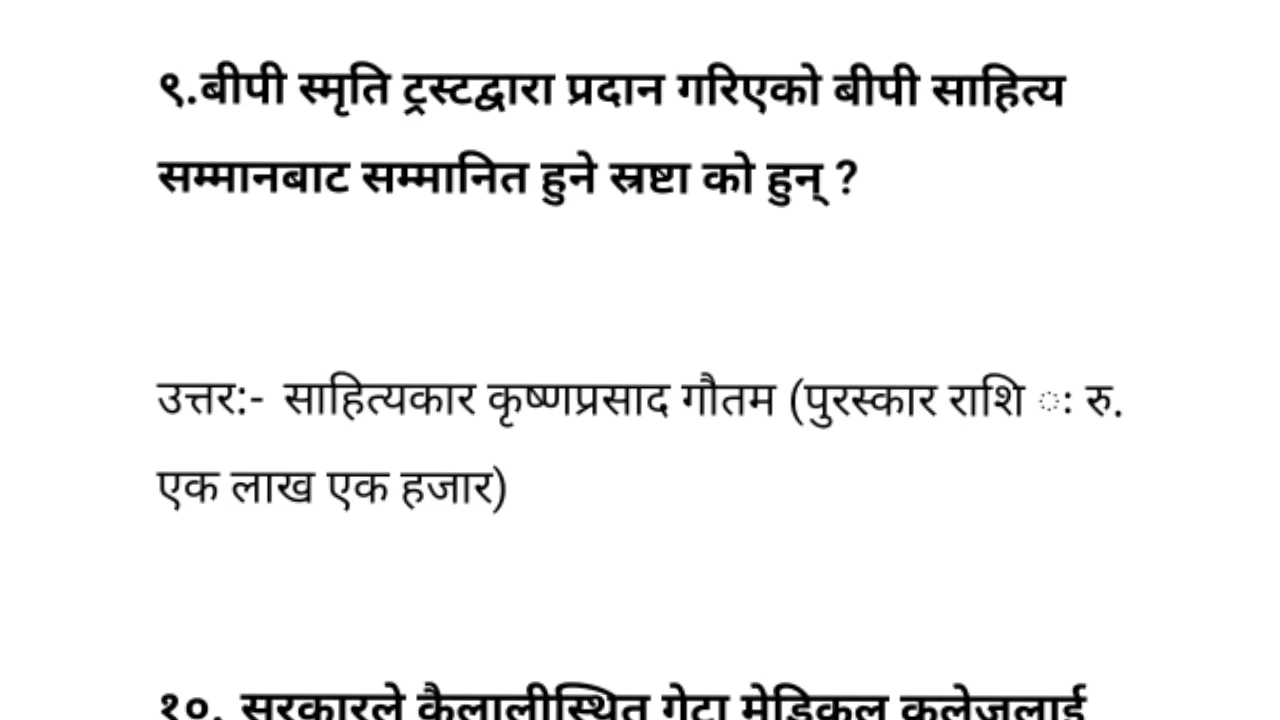 ९.बीपी स्मृति ट्रस्टद्वारा प्रदान गरिएको बीपी साहित्य
सम्मानबाट सम्मानित हुने स्रष्टा को हुन् ?
उत्तर:- साहित्यकार कृष्णप्रसाद गौतम (पुरस्कार राशि ः रु.
एक लाख एक हजार)
१०. सरकारले कैलालीस्थित गेटा मेडिकल कलेजलाई